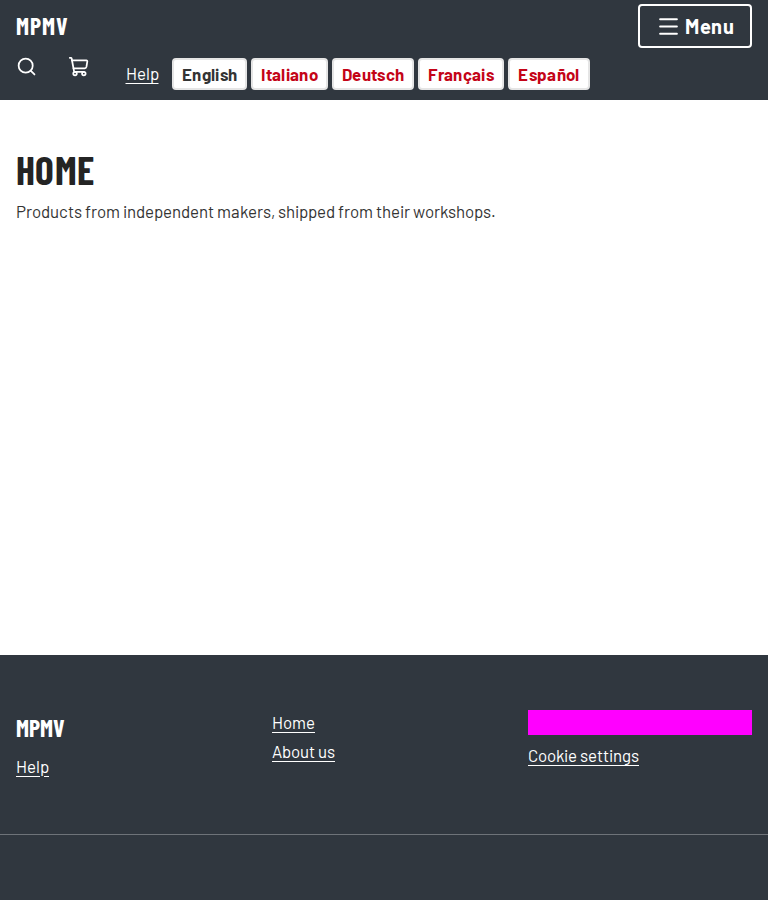 MPMV
Menu
Help English Italiano Deutsch Français Español
HOME
Products from independent makers, shipped from their workshops.
MPMV
Help
Home
About us
Cookie settings